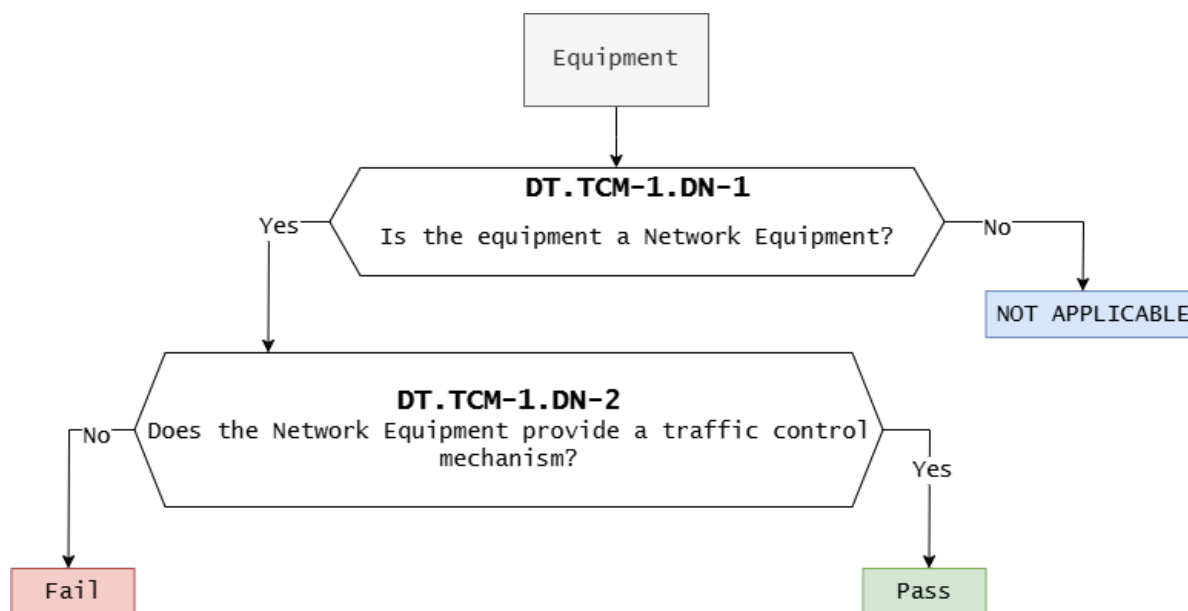 Equipment
DT.TCM-1.DN-1
Is the equipment a Network Equipment?
Yes
No
NOT APPLICABLE
DT.TCM-1.DN-2
Does the Network Equipment provide a traffic control
mechanism?
No
Yes
Fail
Pass